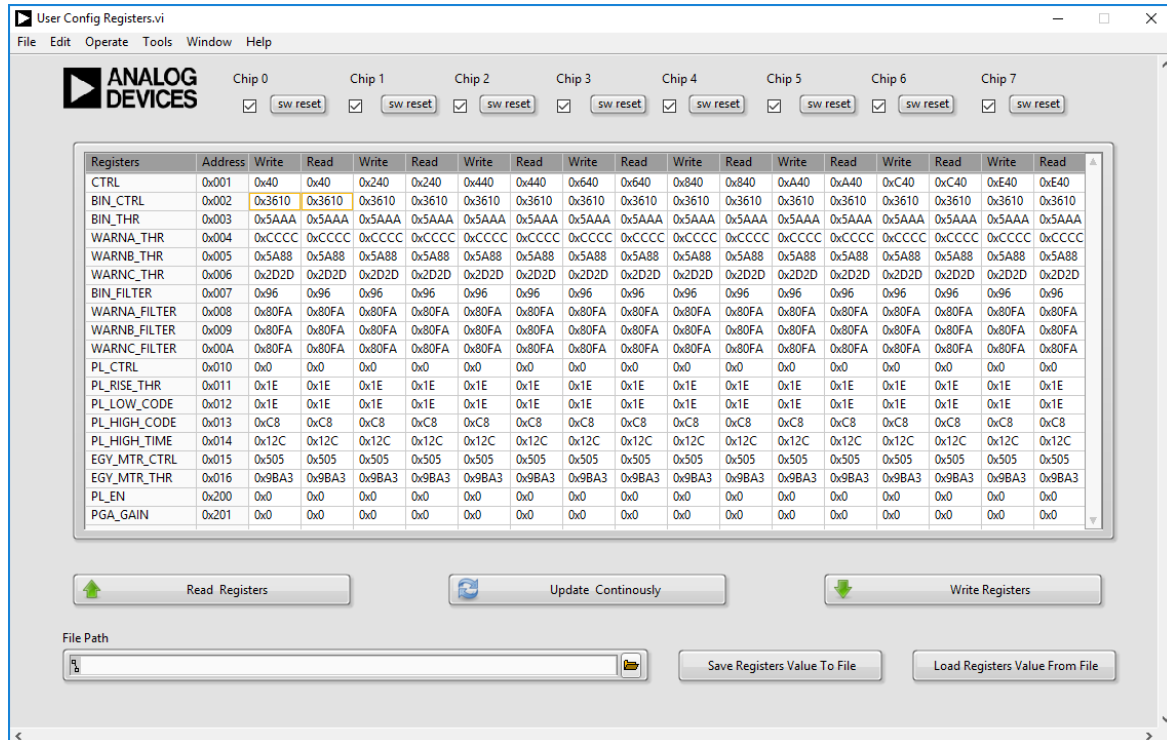 User Config Registers.vi
File Edit Operate Tools Window Help
ANALOG
DEVICES
Chip 0 Chip 1 Chip 2 Chip 3 Chip 4 Chip 5 Chip 6 Chip 7
sw reset sw reset sw reset sw reset sw reset sw reset sw reset sw reset
Registers Address Write Read Write Read Write Read Write Read Write Read Write Read Write Read Write Read
CTRL 0x001 0x40 0x40 0x240 0x240 0x440 0x440 0x640 0x640 0x840 0x840 0xA40 0xA40 0xC40 0xC40 0xE40 0xE40
BIN_CTRL 0x002 0x3610 0x3610 0x3610 0x3610 0x3610 0x3610 0x3610 0x3610 0x3610 0x3610 0x3610 0x3610 0x3610 0x3610 0x3610 0x3610
BIN_THR 0x003 0x5AAA 0x5AAA 0x5AAA 0x5AAA 0x5AAA 0x5AAA 0x5AAA 0x5AAA 0x5AAA 0x5AAA 0x5AAA 0x5AAA 0x5AAA 0x5AAA 0x5AAA 0x5AAA
WARNA_THR 0x004 0xCCCC 0xCCCC 0xCCCC 0xCCCC 0xCCCC 0xCCCC 0xCCCC 0xCCCC 0xCCCC 0xCCCC 0xCCCC 0xCCCC 0xCCCC 0xCCCC 0xCCCC 0xCCCC
WARNB_THR 0x005 0x5A88 0x5A88 0x5A88 0x5A88 0x5A88 0x5A88 0x5A88 0x5A88 0x5A88 0x5A88 0x5A88 0x5A88 0x5A88 0x5A88 0x5A88 0x5A88
WARNC_THR 0x006 0x2D2D 0x2D2D 0x2D2D 0x2D2D 0x2D2D 0x2D2D 0x2D2D 0x2D2D 0x2D2D 0x2D2D 0x2D2D 0x2D2D 0x2D2D 0x2D2D 0x2D2D 0x2D2D
BIN_FILTER 0x007 0x96 0x96 0x96 0x96 0x96 0x96 0x96 0x96 0x96 0x96 0x96 0x96 0x96 0x96 0x96 0x96
WARNA_FILTER 0x008 0x80FA 0x80FA 0x80FA 0x80FA 0x80FA 0x80FA 0x80FA 0x80FA 0x80FA 0x80FA 0x80FA 0x80FA 0x80FA 0x80FA 0x80FA 0x80FA
WARNB_FILTER 0x009 0x80FA 0x80FA 0x80FA 0x80FA 0x80FA 0x80FA 0x80FA 0x80FA 0x80FA 0x80FA 0x80FA 0x80FA 0x80FA 0x80FA 0x80FA 0x80FA
WARNC_FILTER 0x00A 0x80FA 0x80FA 0x80FA 0x80FA 0x80FA 0x80FA 0x80FA 0x80FA 0x80FA 0x80FA 0x80FA 0x80FA 0x80FA 0x80FA 0x80FA 0x80FA
PL_CTRL 0x010 0x0 0x0 0x0 0x0 0x0 0x0 0x0 0x0 0x0 0x0 0x0 0x0 0x0 0x0 0x0 0x0
PL_RISE_THR 0x011 0x1E 0x1E 0x1E 0x1E 0x1E 0x1E 0x1E 0x1E 0x1E 0x1E 0x1E 0x1E 0x1E 0x1E 0x1E 0x1E
PL_LOW_CODE 0x012 0x1E 0x1E 0x1E 0x1E 0x1E 0x1E 0x1E 0x1E 0x1E 0x1E 0x1E 0x1E 0x1E 0x1E 0x1E 0x1E
PL_HIGH_CODE 0x013 0xC8 0xC8 0xC8 0xC8 0xC8 0xC8 0xC8 0xC8 0xC8 0xC8 0xC8 0xC8 0xC8 0xC8 0xC8 0xC8
PL_HIGH_TIME 0x014 0x12C 0x12C 0x12C 0x12C 0x12C 0x12C 0x12C 0x12C 0x12C 0x12C 0x12C 0x12C 0x12C 0x12C 0x12C 0x12C
EGY_MTR_CTRL 0x015 0x505 0x505 0x505 0x505 0x505 0x505 0x505 0x505 0x505 0x505 0x505 0x505 0x505 0x505 0x505 0x505
EGY_MTR_THR 0x016 0x9BA3 0x9BA3 0x9BA3 0x9BA3 0x9BA3 0x9BA3 0x9BA3 0x9BA3 0x9BA3 0x9BA3 0x9BA3 0x9BA3 0x9BA3 0x9BA3 0x9BA3 0x9BA3
PL_EN 0x200 0x0 0x0 0x0 0x0 0x0 0x0 0x0 0x0 0x0 0x0 0x0 0x0 0x0 0x0 0x0 0x0
PGA_GAIN 0x201 0x0 0x0 0x0 0x0 0x0 0x0 0x0 0x0 0x0 0x0 0x0 0x0 0x0 0x0 0x0 0x0
Read Registers Update Continously Write Registers
File Path
Save Registers Value To File Load Registers Value From File